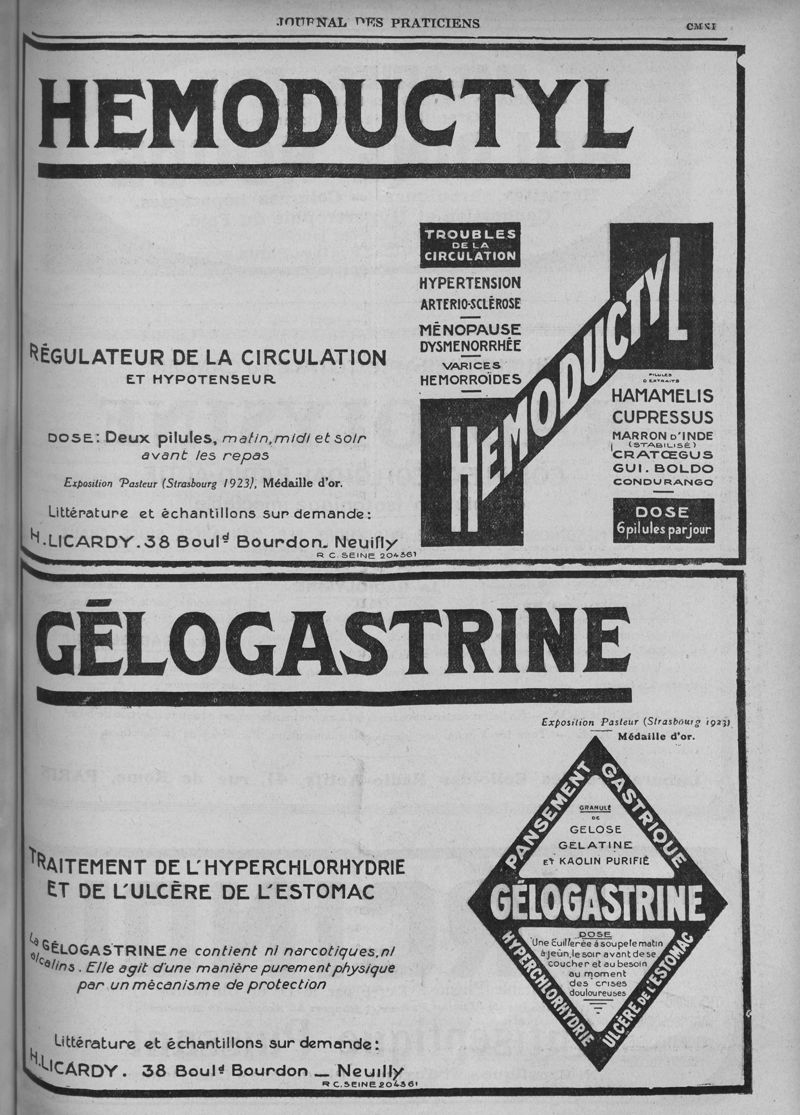 JOURNAL DES PRATICIENS
CMXI
HEMODUCTYL
TROUBLES
DE LA
CIRCULATION
HYPERTENSION
ARTERIO-SCLÉROSE
MÉNOPAUSE
DYSMENORRHÉE
VARICES
HEMORROÏDES
HEMODUCTYL
PILULES
D'EXTRAITS
HAMAMELIS
CUPRESSUS
MARRON D'INDE
(STABILISÉ)
CRATŒGUS
GUI. BOLDO
CONDURANGO
DOSE
6 pilules par jour
RÉGULATEUR DE LA CIRCULATION
ET HYPOTENSEUR
DOSE: Deux pilules, matin, midi et soir
avant les repas
Exposition Pasteur (Strasbourg 1923), Médaille d'or.
Littérature et échantillons sur demande:
H. LICARDY. 38 Boulᵈ Bourdon_ Neuilly
R C. SEINE 204361
GÉLOGASTRINE
Exposition Pasteur (Strasbourg 1923)
Médaille d'or.
PANSEMENT GASTRIQUE
GRANULÉ
DE
GELOSE
GELATINE
ET KAOLIN PURIFIÉ
GÉLOGASTRINE
DOSE
Une Cuillerée à soupe le matin
à jeun, le soir avant de se
coucher et au besoin
au moment
des crises
douloureuses
HYPERCHLORHYDRIE
ULCÈRE DE L'ESTOMAC
TRAITEMENT DE L'HYPERCHLORHYDRIE
ET DE L'ULCÈRE DE L'ESTOMAC
La GÉLOGASTRINE ne contient ni narcotiques, ni
alcalins. Elle agit d'une manière purement physique
par un mécanisme de protection
Littérature et échantillons sur demande:
H. LICARDY. 38 Boulᵈ Bourdon _ Neuilly
R C. SEINE 204361